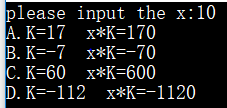 please input the x:10
A.K=17 x*K=170
B.K=-7 x*K=-70
C.K=60 x*K=600
D.K=-112 x*K=-1120